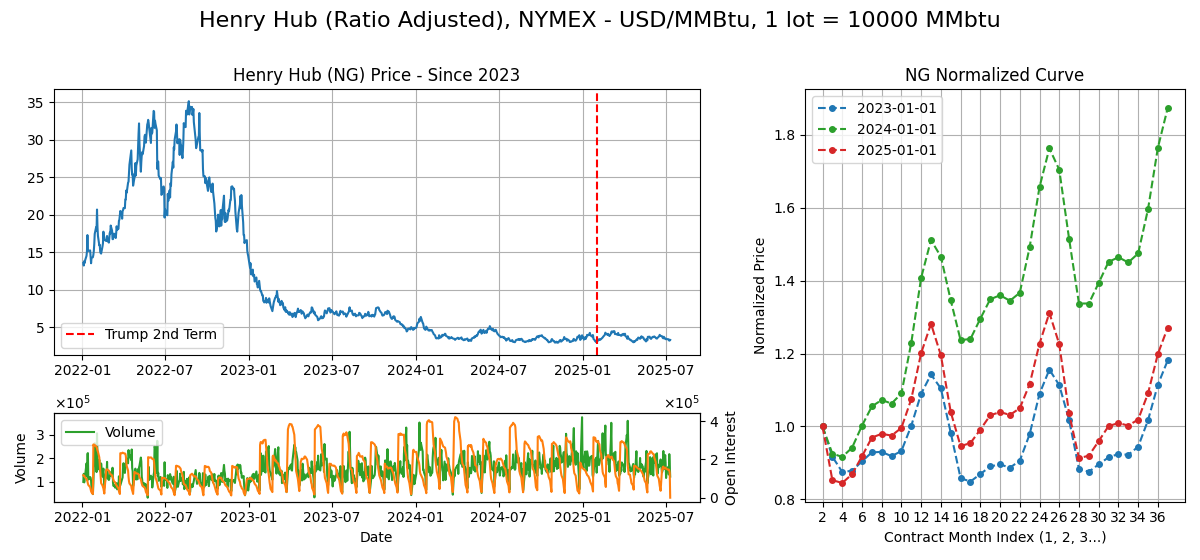 Henry Hub (Ratio Adjusted), NYMEX - USD/MMBtu, 1 lot = 10000 MMbtu
Henry Hub (NG) Price - Since 2023
35
30
25
20
15
10
5
Trump 2nd Term
2022-01 2022-07 2023-01 2023-07 2024-01 2024-07 2025-01 2025-07
×10⁵ ×10⁵
Volume
3
2
1
Volume
4
2
0
Open Interest
2022-01 2022-07 2023-01 2023-07 2024-01 2024-07 2025-01 2025-07
Date
NG Normalized Curve
2023-01-01
2024-01-01
2025-01-01
Normalized Price
1.8
1.6
1.4
1.2
1.0
0.8
2 4 6 8 10 12 14 16 18 20 22 24 26 28 30 32 34 36
Contract Month Index (1, 2, 3...)